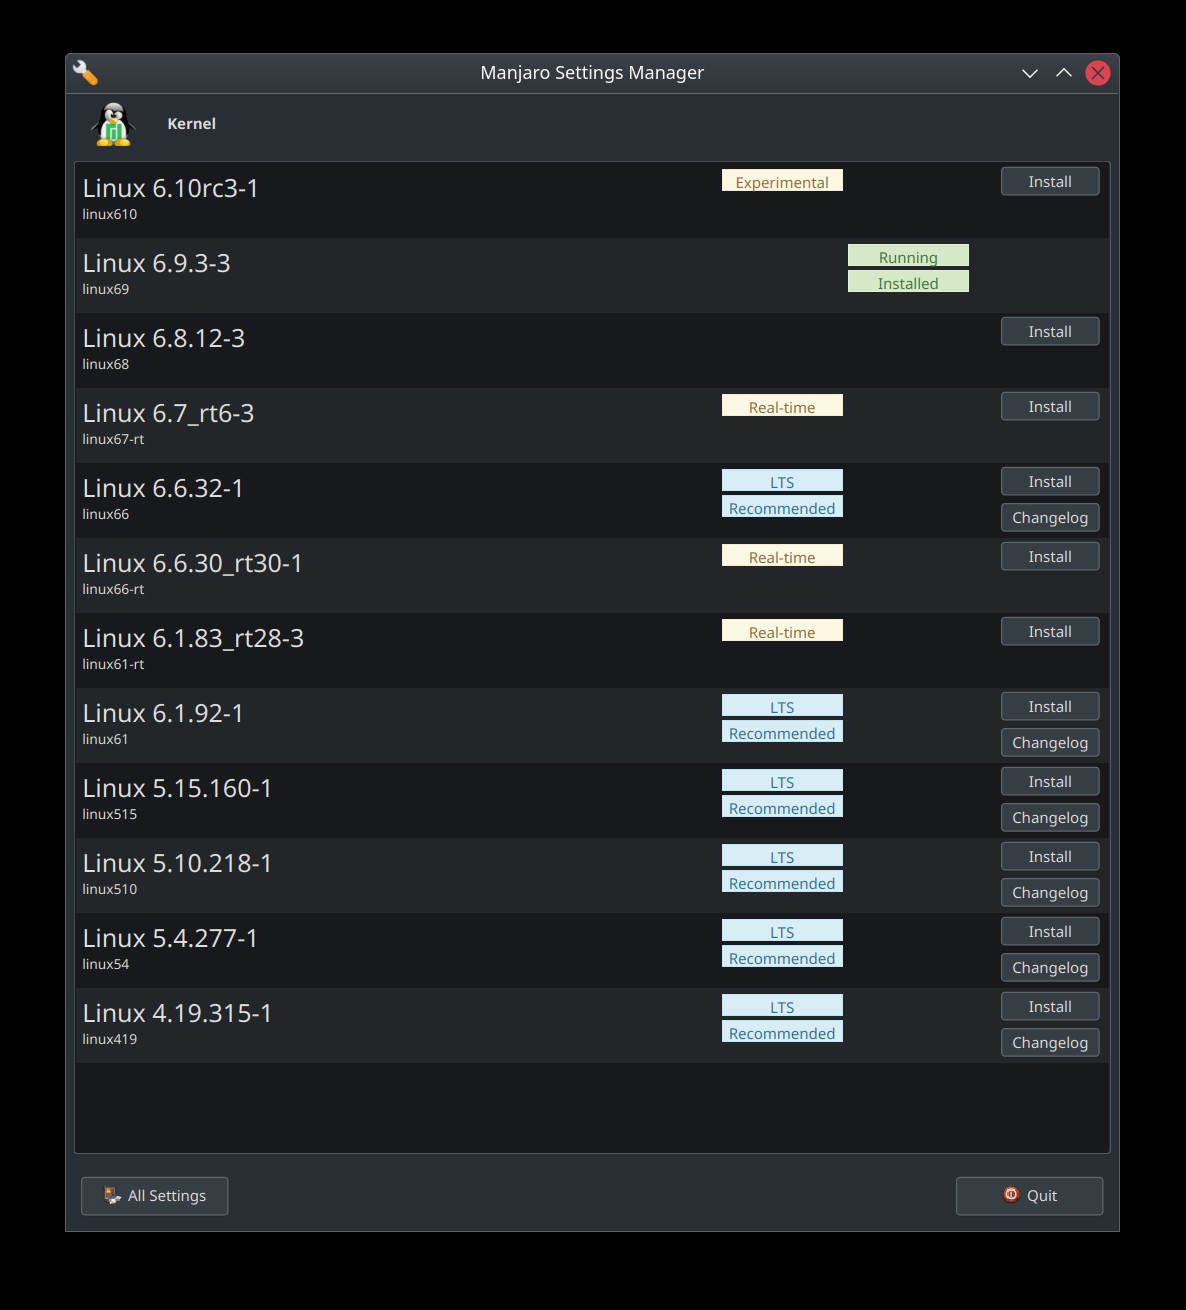 Manjaro Settings Manager
Kernel
Linux 6.10rc3-1
Experimental
Install
linux610
Linux 6.9.3-3
Running
linux69
Installed
Linux 6.8.12-3
Install
linux68
Linux 6.7_rt6-3
Real-time
Install
linux67-rt
Linux 6.6.32-1
LTS
Install
linux66
Recommended
Changelog
Linux 6.6.30_rt30-1
Real-time
Install
linux66-rt
Linux 6.1.83_rt28-3
Real-time
Install
linux61-rt
Linux 6.1.92-1
LTS
Install
linux61
Recommended
Changelog
Linux 5.15.160-1
LTS
Install
linux515
Recommended
Changelog
Linux 5.10.218-1
LTS
Install
linux510
Recommended
Changelog
Linux 5.4.277-1
LTS
Install
linux54
Recommended
Changelog
Linux 4.19.315-1
LTS
Install
linux419
Recommended
Changelog
All Settings
Quit